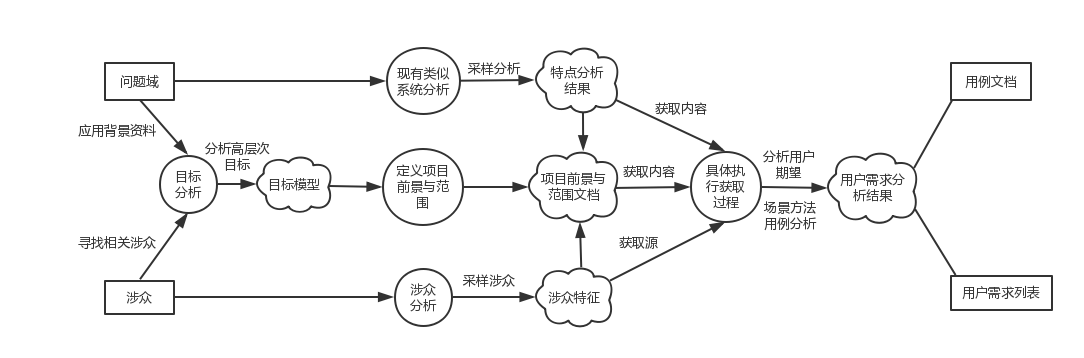 问题域
现有类似
系统分析
采样分析
特点分析
结果
用例文档
应用背景资料
获取内容
分析高层次
目标
目标
分析
目标模型
定义项目
前景与范
围
项目前景与
范围文档
获取内容
具体执
行获取
过程
分析用户
期望
场景方法
用例分析
用户需求分
析结果
寻找相关涉众
获取源
涉众
涉众
分析
采样涉众
涉众特征
用户需求列表